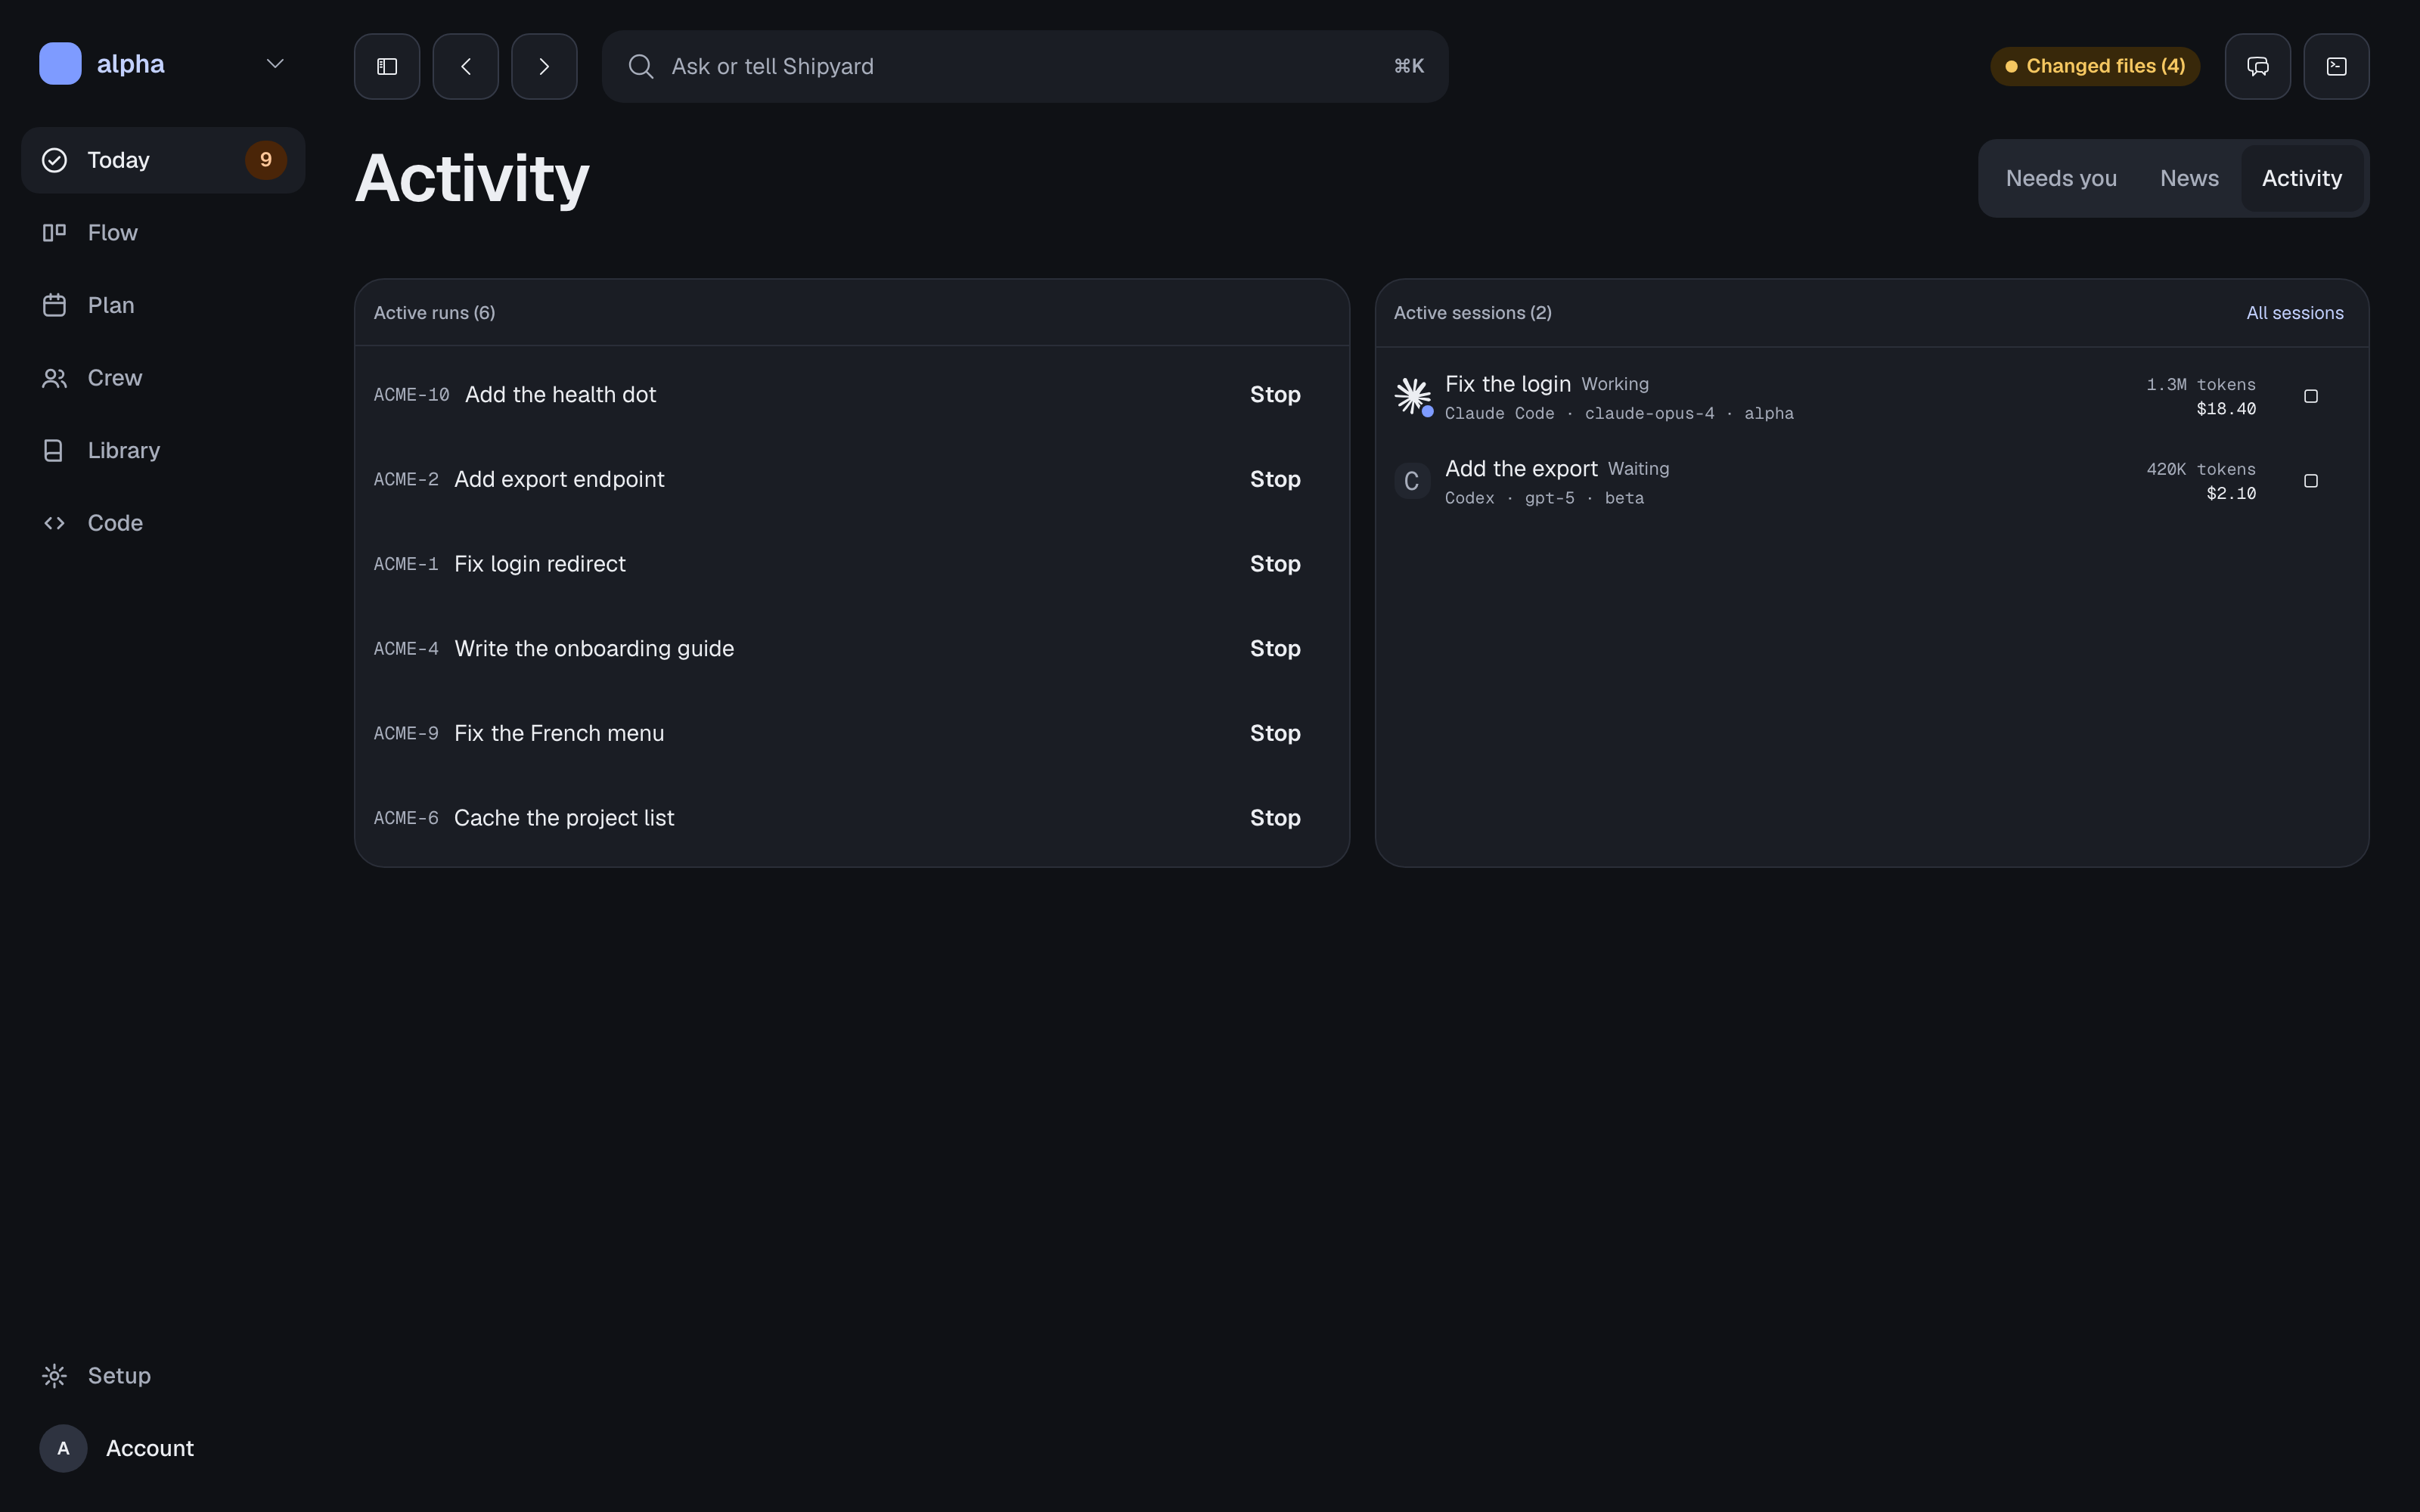 alpha
Ask or tell Shipyard ⌘K
Changed files (4)
Today 9
Flow
Plan
Crew
Library
Code
Setup
A Account
Activity
Needs you News Activity
Active runs (6)
ACME-10 Add the health dot Stop
ACME-2 Add export endpoint Stop
ACME-1 Fix login redirect Stop
ACME-4 Write the onboarding guide Stop
ACME-9 Fix the French menu Stop
ACME-6 Cache the project list Stop
Active sessions (2) All sessions
Fix the login Working 1.3M tokens
Claude Code · claude-opus-4 · alpha $18.40
C Add the export Waiting 420K tokens
Codex · gpt-5 · beta $2.10